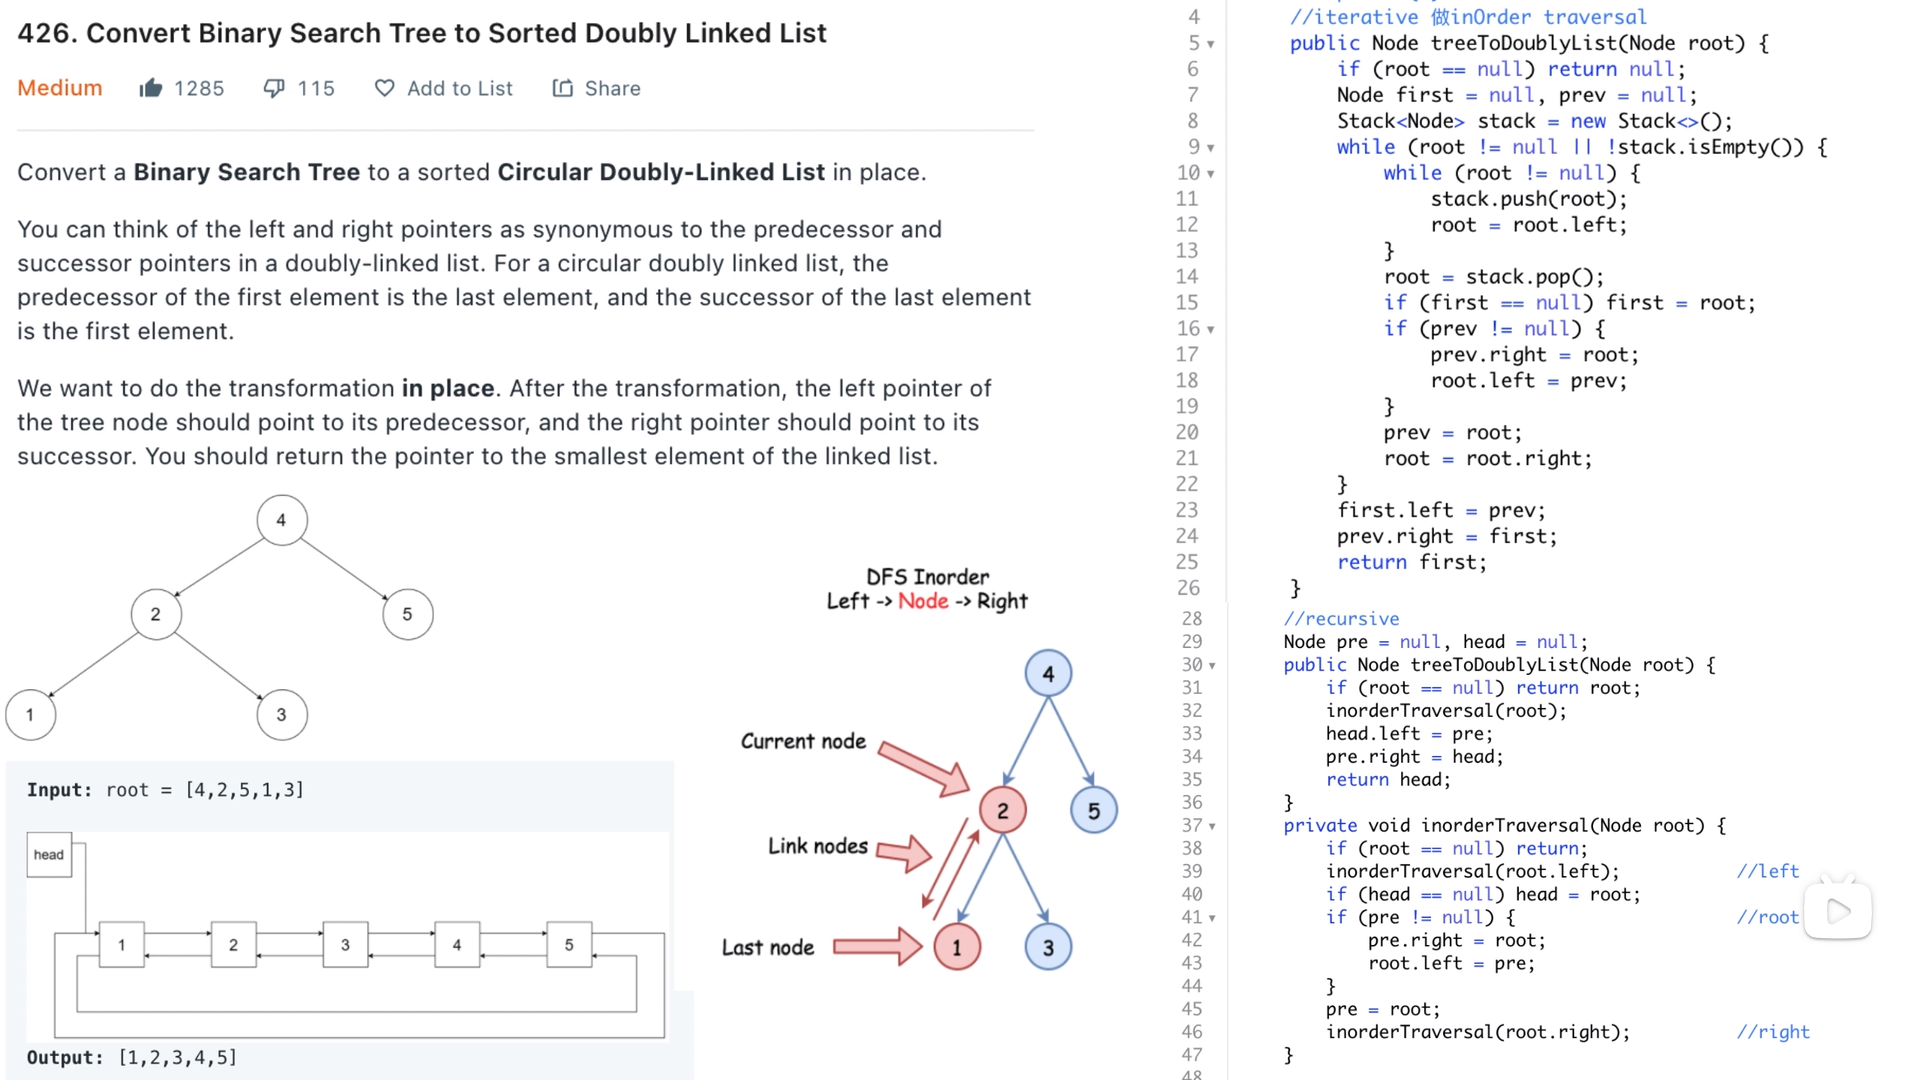 426. Convert Binary Search Tree to Sorted Doubly Linked List
Medium 1285 115 Add to List Share
Convert a Binary Search Tree to a sorted Circular Doubly-Linked List in place.
You can think of the left and right pointers as synonymous to the predecessor and
successor pointers in a doubly-linked list. For a circular doubly linked list, the
predecessor of the first element is the last element, and the successor of the last element
is the first element.
We want to do the transformation in place. After the transformation, the left pointer of
the tree node should point to its predecessor, and the right pointer should point to its
successor. You should return the pointer to the smallest element of the linked list.
4
2 5
1 3
Input: root = [4,2,5,1,3]
head
1 2 3 4 5
Output: [1,2,3,4,5]
DFS Inorder
Left -> Node -> Right
4
Current node
2 5
Link nodes
Last node 1 3
4 //iterative 做inOrder traversal
5 public Node treeToDoublyList(Node root) {
6 if (root == null) return null;
7 Node first = null, prev = null;
8 Stack<Node> stack = new Stack<>();
9 while (root != null || !stack.isEmpty()) {
10 while (root != null) {
11 stack.push(root);
12 root = root.left;
13 }
14 root = stack.pop();
15 if (first == null) first = root;
16 if (prev != null) {
17 prev.right = root;
18 root.left = prev;
19 }
20 prev = root;
21 root = root.right;
22 }
23 first.left = prev;
24 prev.right = first;
25 return first;
26 }
28 //recursive
29 Node pre = null, head = null;
30 public Node treeToDoublyList(Node root) {
31 if (root == null) return root;
32 inorderTraversal(root);
33 head.left = pre;
34 pre.right = head;
35 return head;
36 }
37 private void inorderTraversal(Node root) {
38 if (root == null) return;
39 inorderTraversal(root.left); //left
40 if (head == null) head = root;
41 if (pre != null) { //root
42 pre.right = root;
43 root.left = pre;
44 }
45 pre = root;
46 inorderTraversal(root.right); //right
47 }
48